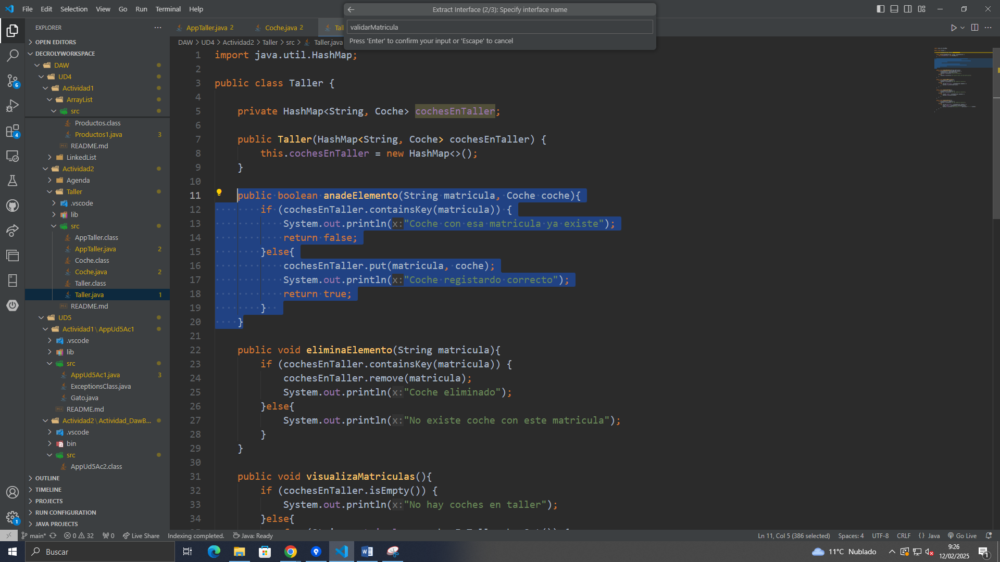 File Edit Selection View Go Run Terminal Help
Extract Interface (2/3): Specify interface name
validarMatricula
Press 'Enter' to confirm your input or 'Escape' to cancel
EXPLORER
OPEN EDITORS
DECROLYWORKSPACE
DAW
UD4
Actividad1
ArrayList
src
Productos.class
Productos1.java 3
README.md
LinkedList
Actividad2
Agenda
Taller
.vscode
lib
src
AppTaller.class
AppTaller.java 2
Coche.class
Coche.java 2
Taller.class
Taller.java 1
README.md
UD5
Actividad1\AppUd5Ac1
.vscode
lib
src
AppUd5Ac1.java 3
ExceptionsClass.java
Gato.java
README.md
Actividad2\Actividad_DawB...
.vscode
bin
src
AppUd5Ac2.class
OUTLINE
TIMELINE
PROJECTS
RUN CONFIGURATION
JAVA PROJECTS
6
4
1
AppTaller.java 2 Coche.java 2 Tall
DAW > UD4 > Actividad2 > Taller > src > Taller.java
1 import java.util.HashMap;
2
3 public class Taller {
4
5 private HashMap<String, Coche> cochesEnTaller;
6
7 public Taller(HashMap<String, Coche> cochesEnTaller) {
8 this.cochesEnTaller = new HashMap<>();
9 }
10
11 public boolean anadeElemento(String matricula, Coche coche){
12 if (cochesEnTaller.containsKey(matricula)) {
13 System.out.println(x:"Coche con esa matricula ya existe");
14 return false;
15 }else{
16 cochesEnTaller.put(matricula, coche);
17 System.out.println(x:"Coche registardo correcto");
18 return true;
19 }
20 }
21
22 public void eliminaElemento(String matricula){
23 if (cochesEnTaller.containsKey(matricula)) {
24 cochesEnTaller.remove(matricula);
25 System.out.println(x:"Coche eliminado");
26 }else{
27 System.out.println(x:"No existe coche con este matricula");
28 }
29 }
30
31 public void visualizaMatriculas(){
32 if (cochesEnTaller.isEmpty()) {
33 System.out.println(x:"No hay coches en taller");
34 }else{
main* 0 32 0 Live Share Indexing completed. Java: Ready
Ln 11, Col 5 (386 selected) Spaces: 4 UTF-8 CRLF {} Java Go Live
Buscar
11°C Nublado
9:26
12/02/2025
1